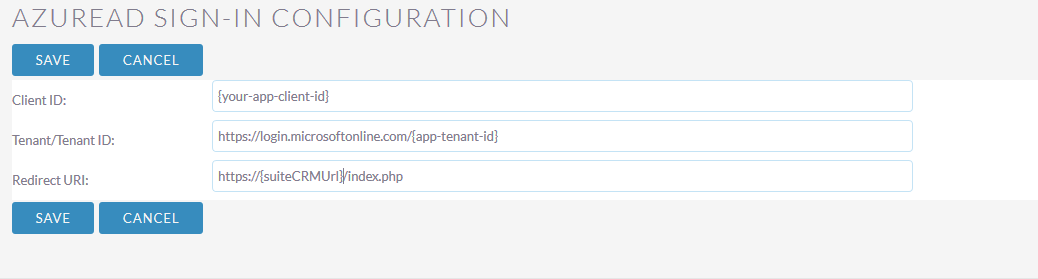 AZUREAD SIGN-IN CONFIGURATION
SAVE CANCEL
Client ID: {your-app-client-id}
Tenant/Tenant ID: https://login.microsoftonline.com/{app-tenant-id}
Redirect URI: https://{suiteCRMUrl}/index.php
SAVE CANCEL